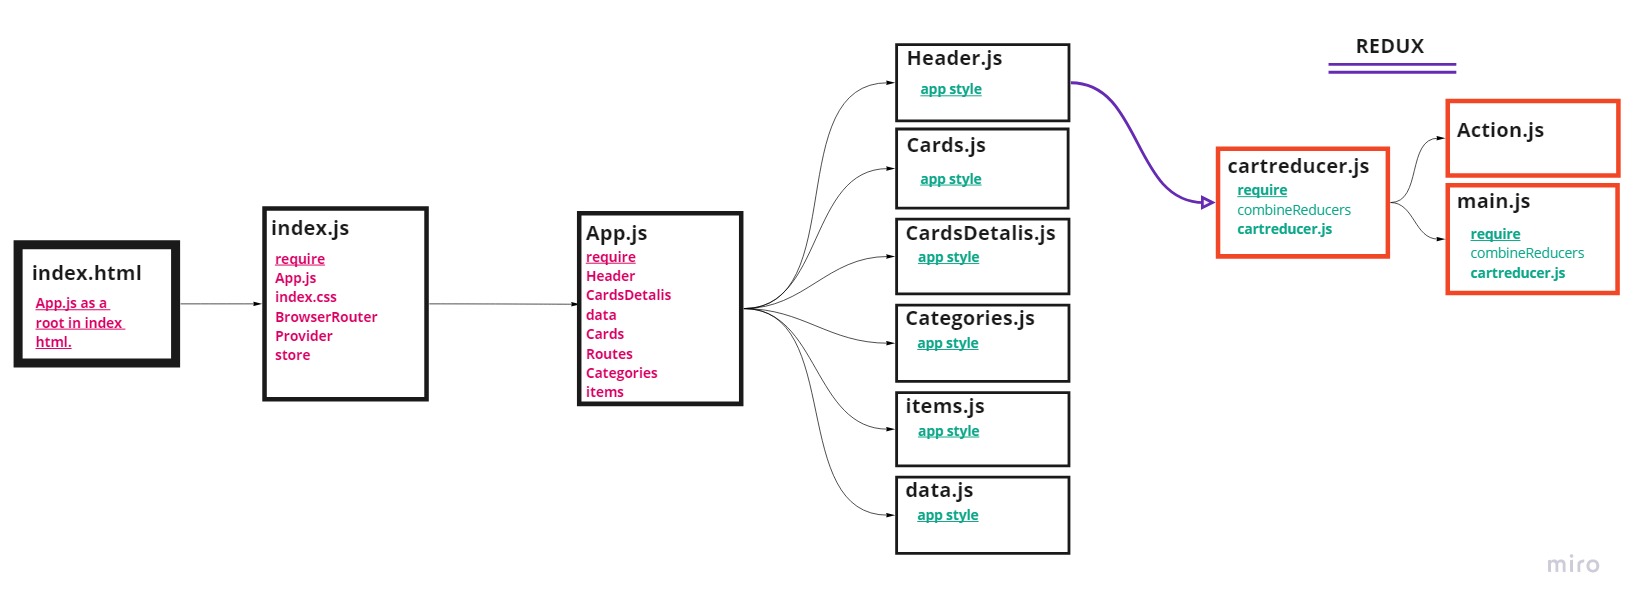 index.html
App.js as a
root in index
html.
index.js
require
App.js
index.css
BrowserRouter
Provider
store
App.js
require
Header
CardsDetalis
data
Cards
Routes
Categories
items
Header.js
app style
Cards.js
app style
CardsDetalis.js
app style
Categories.js
app style
items.js
app style
data.js
app style
REDUX
cartreducer.js
require
combineReducers
cartreducer.js
Action.js
main.js
require
combineReducers
cartreducer.js
miro